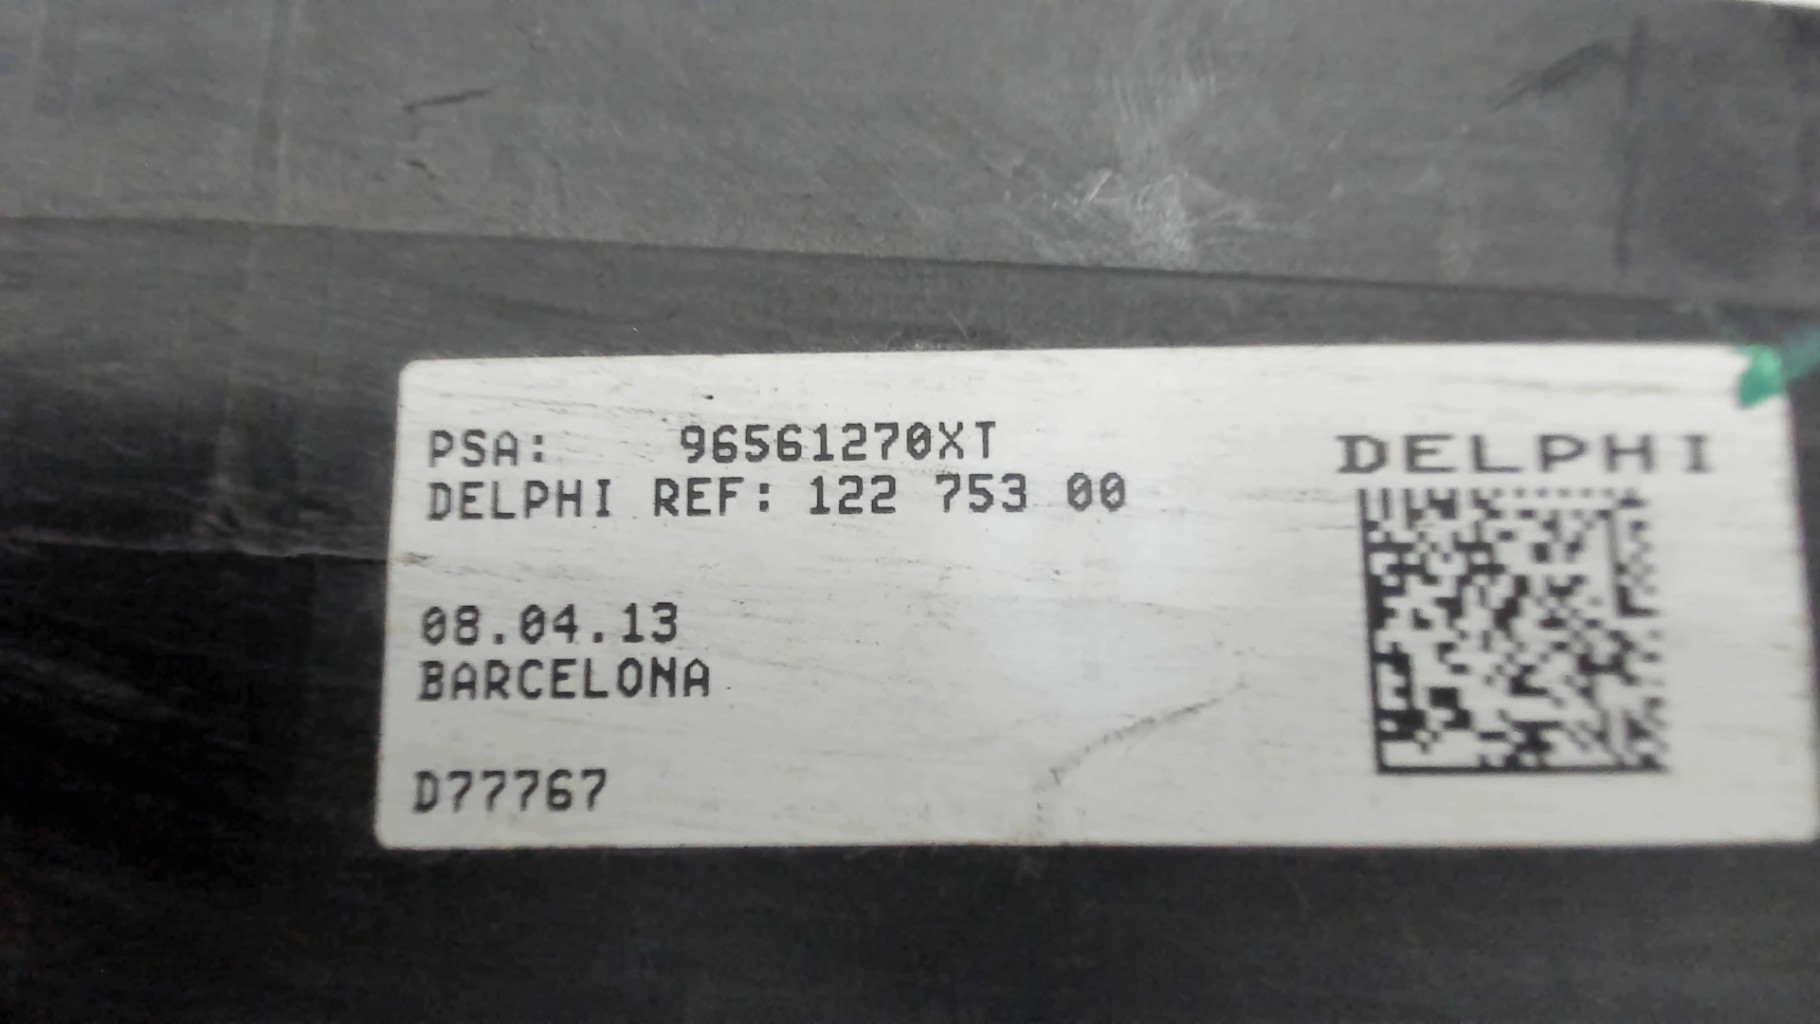 PSA: 96561270XT
DELPHI REF: 122 753 00
DELPHI
08.04.13
BARCELONA
D77767